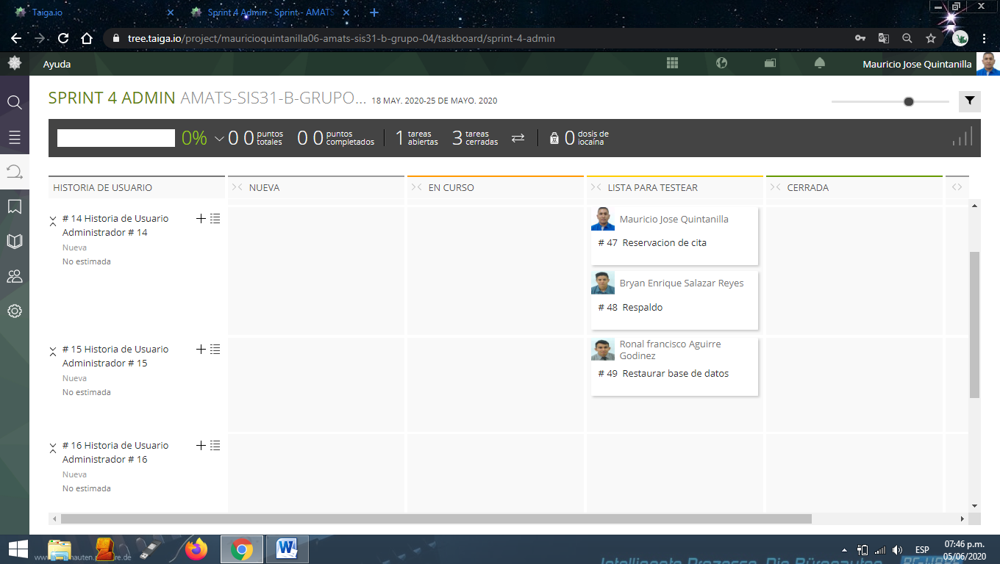 Taiga.io
Sprint 4 Admin - Sprint - AMATS
tree.taiga.io/project/mauricioquintanilla06-amats-sis31-b-grupo-04/taskboard/sprint-4-admin
Ayuda
Mauricio Jose Quintanilla
SPRINT 4 ADMIN AMATS-SIS31-B-GRUPO... 18 MAY. 2020-25 DE MAYO. 2020
0% 0 0 puntos totales 0 0 puntos completados 1 tareas abiertas 3 tareas cerradas 0 dosis de iocaína
HISTORIA DE USUARIO NUEVA EN CURSO LISTA PARA TESTEAR CERRADA
# 14 Historia de Usuario
Administrador # 14
Nueva
No estimada
Mauricio Jose Quintanilla
# 47 Reservacion de cita
Bryan Enrique Salazar Reyes
# 48 Respaldo
# 15 Historia de Usuario
Administrador # 15
Nueva
No estimada
Ronal francisco Aguirre
Godinez
# 49 Restaurar base de datos
# 16 Historia de Usuario
Administrador # 16
Nueva
No estimada
ESP
07:46 p.m.
05/06/2020